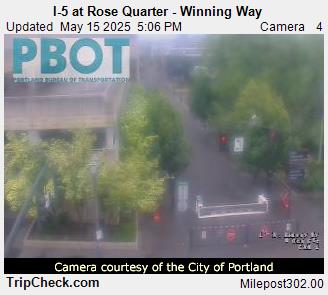 I-5 at Rose Quarter - Winning Way
Updated  May 15 2025  5:06 PM Camera  4
PBOT
PORTLAND BUREAU OF TRANSPORTATION
Camera courtesy of the City of Portland
TripCheck.com Milepost302.00